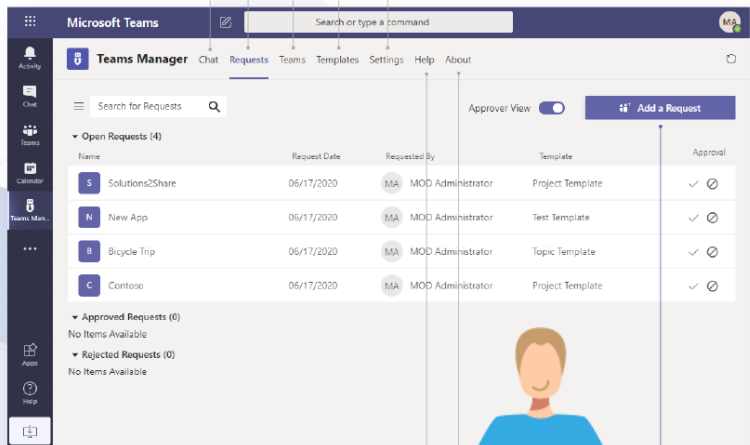 Microsoft Teams
Search or type a command
MA
Activity
Chat
Teams
Calendar
Teams Man...
Apps
Help
Teams Manager Chat Requests Teams Templates Settings Help About
Search for Requests
Approver View
Add a Request
Open Requests (4)
Name Request Date Requested By Template Approval
S Solutions2Share 06/17/2020 MA MOD Administrator Project Template
N New App 06/17/2020 MA MOD Administrator Test Template
B Bicycle Trip 06/17/2020 MA MOD Administrator Topic Template
C Contoso 06/17/2020 MA MOD Administrator Project Template
Approved Requests (0)
No Items Available
Rejected Requests (0)
No Items Available